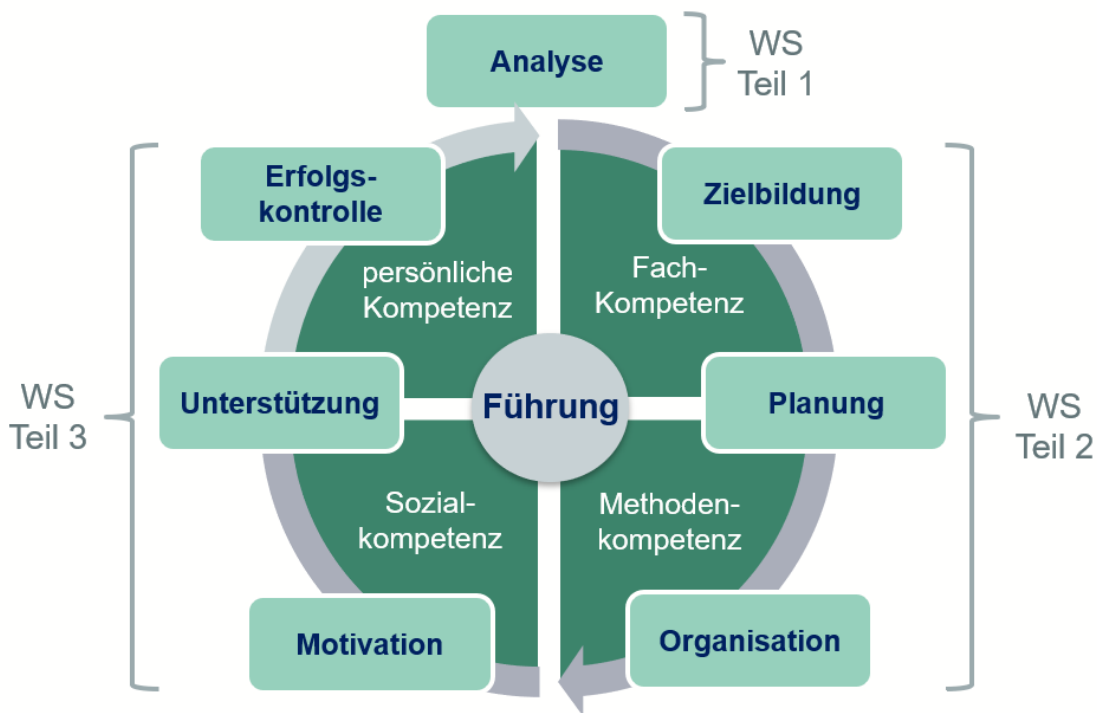 Analyse
WS
Teil 1
Erfolgs-
kontrolle
Zielbildung
persönliche
Kompetenz
Fach-
Kompetenz
WS
Teil 3
Unterstützung
Führung
Planung
WS
Teil 2
Sozial-
kompetenz
Methoden-
kompetenz
Motivation
Organisation